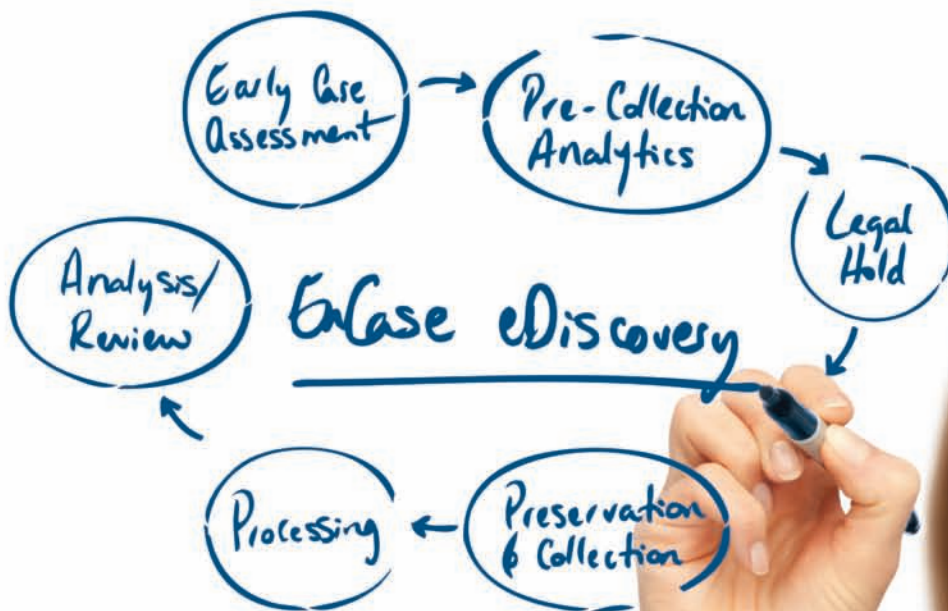 Early Case
Assessment
Pre-Collection
Analytics
Legal
Hold
Analysis/
Review
EnCase eDiscovery
Processing
Preservation
& Collection